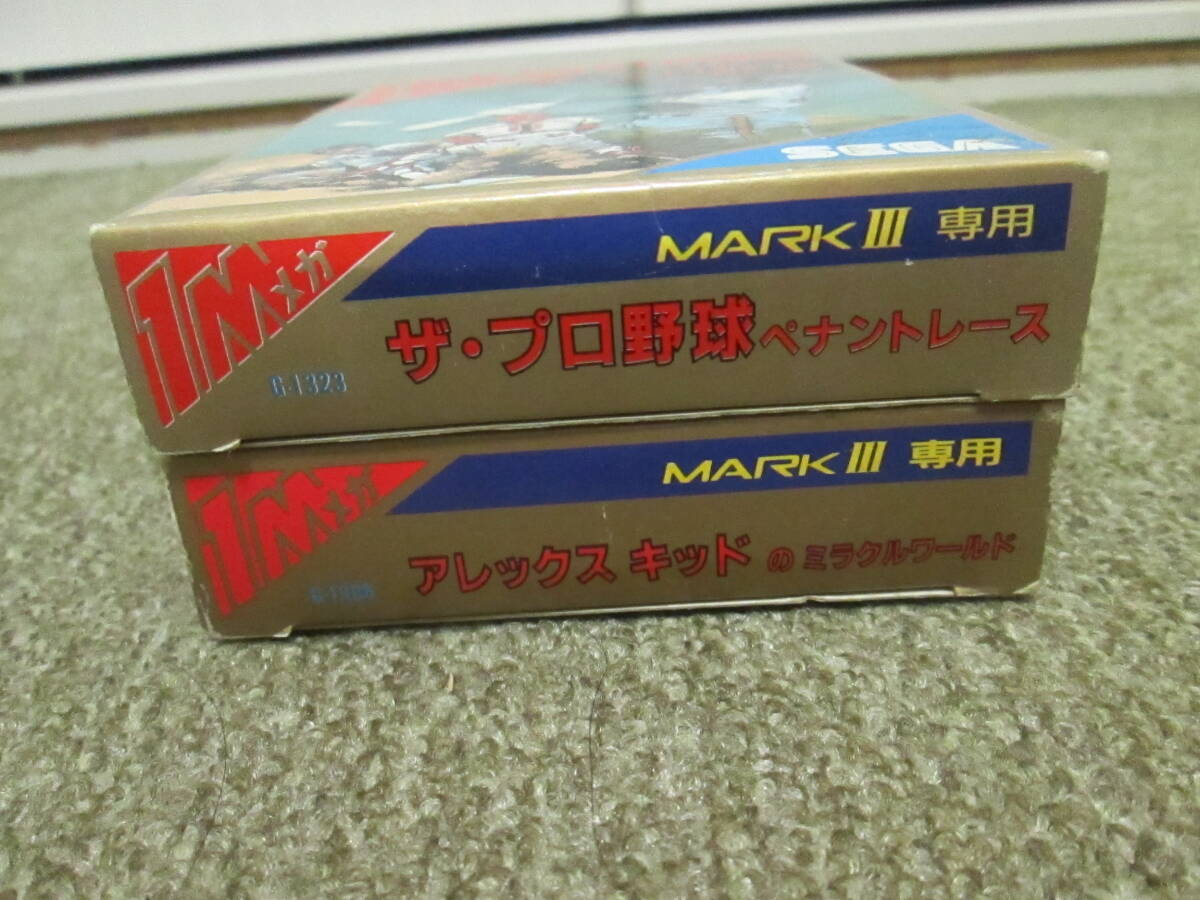 SEGA
1Mメガ
MARK III 専用
ザ・プロ野球ペナントレース
G-1323
1Mメガ
MARK III 専用
アレックス キッド のミラクルワールド